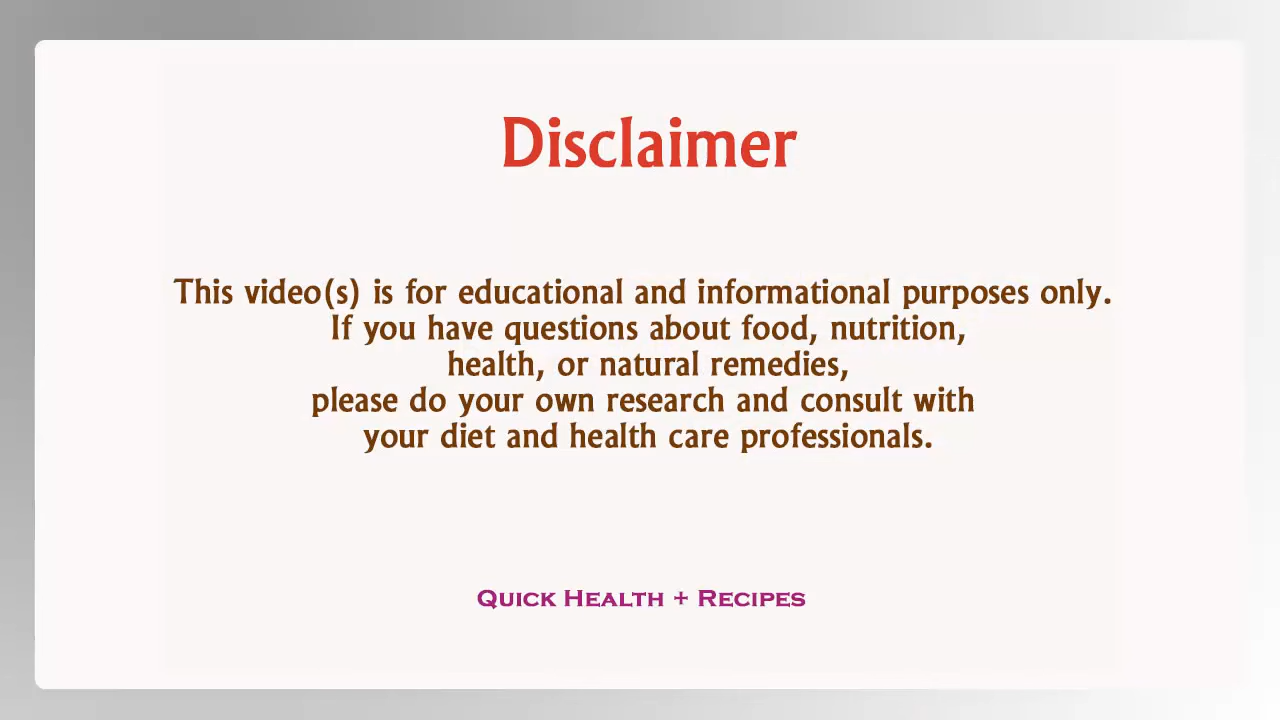 Disclaimer
This video(s) is for educational and informational purposes only.
If you have questions about food, nutrition,
health, or natural remedies,
please do your own research and consult with
your diet and health care professionals.
Quick Health + Recipes